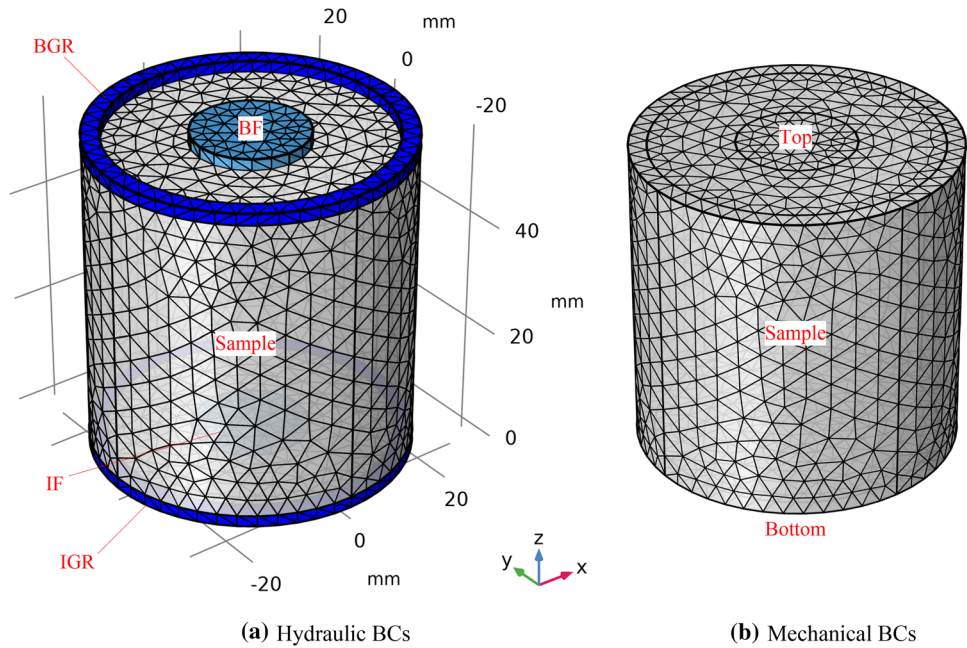 20
mm
BGR
0
-20
BF
Top
40
mm
20
Sample
Sample
0
IF
20
Bottom
IGR
0
z
y
x
-20
mm
(a) Hydraulic BCs
(b) Mechanical BCs